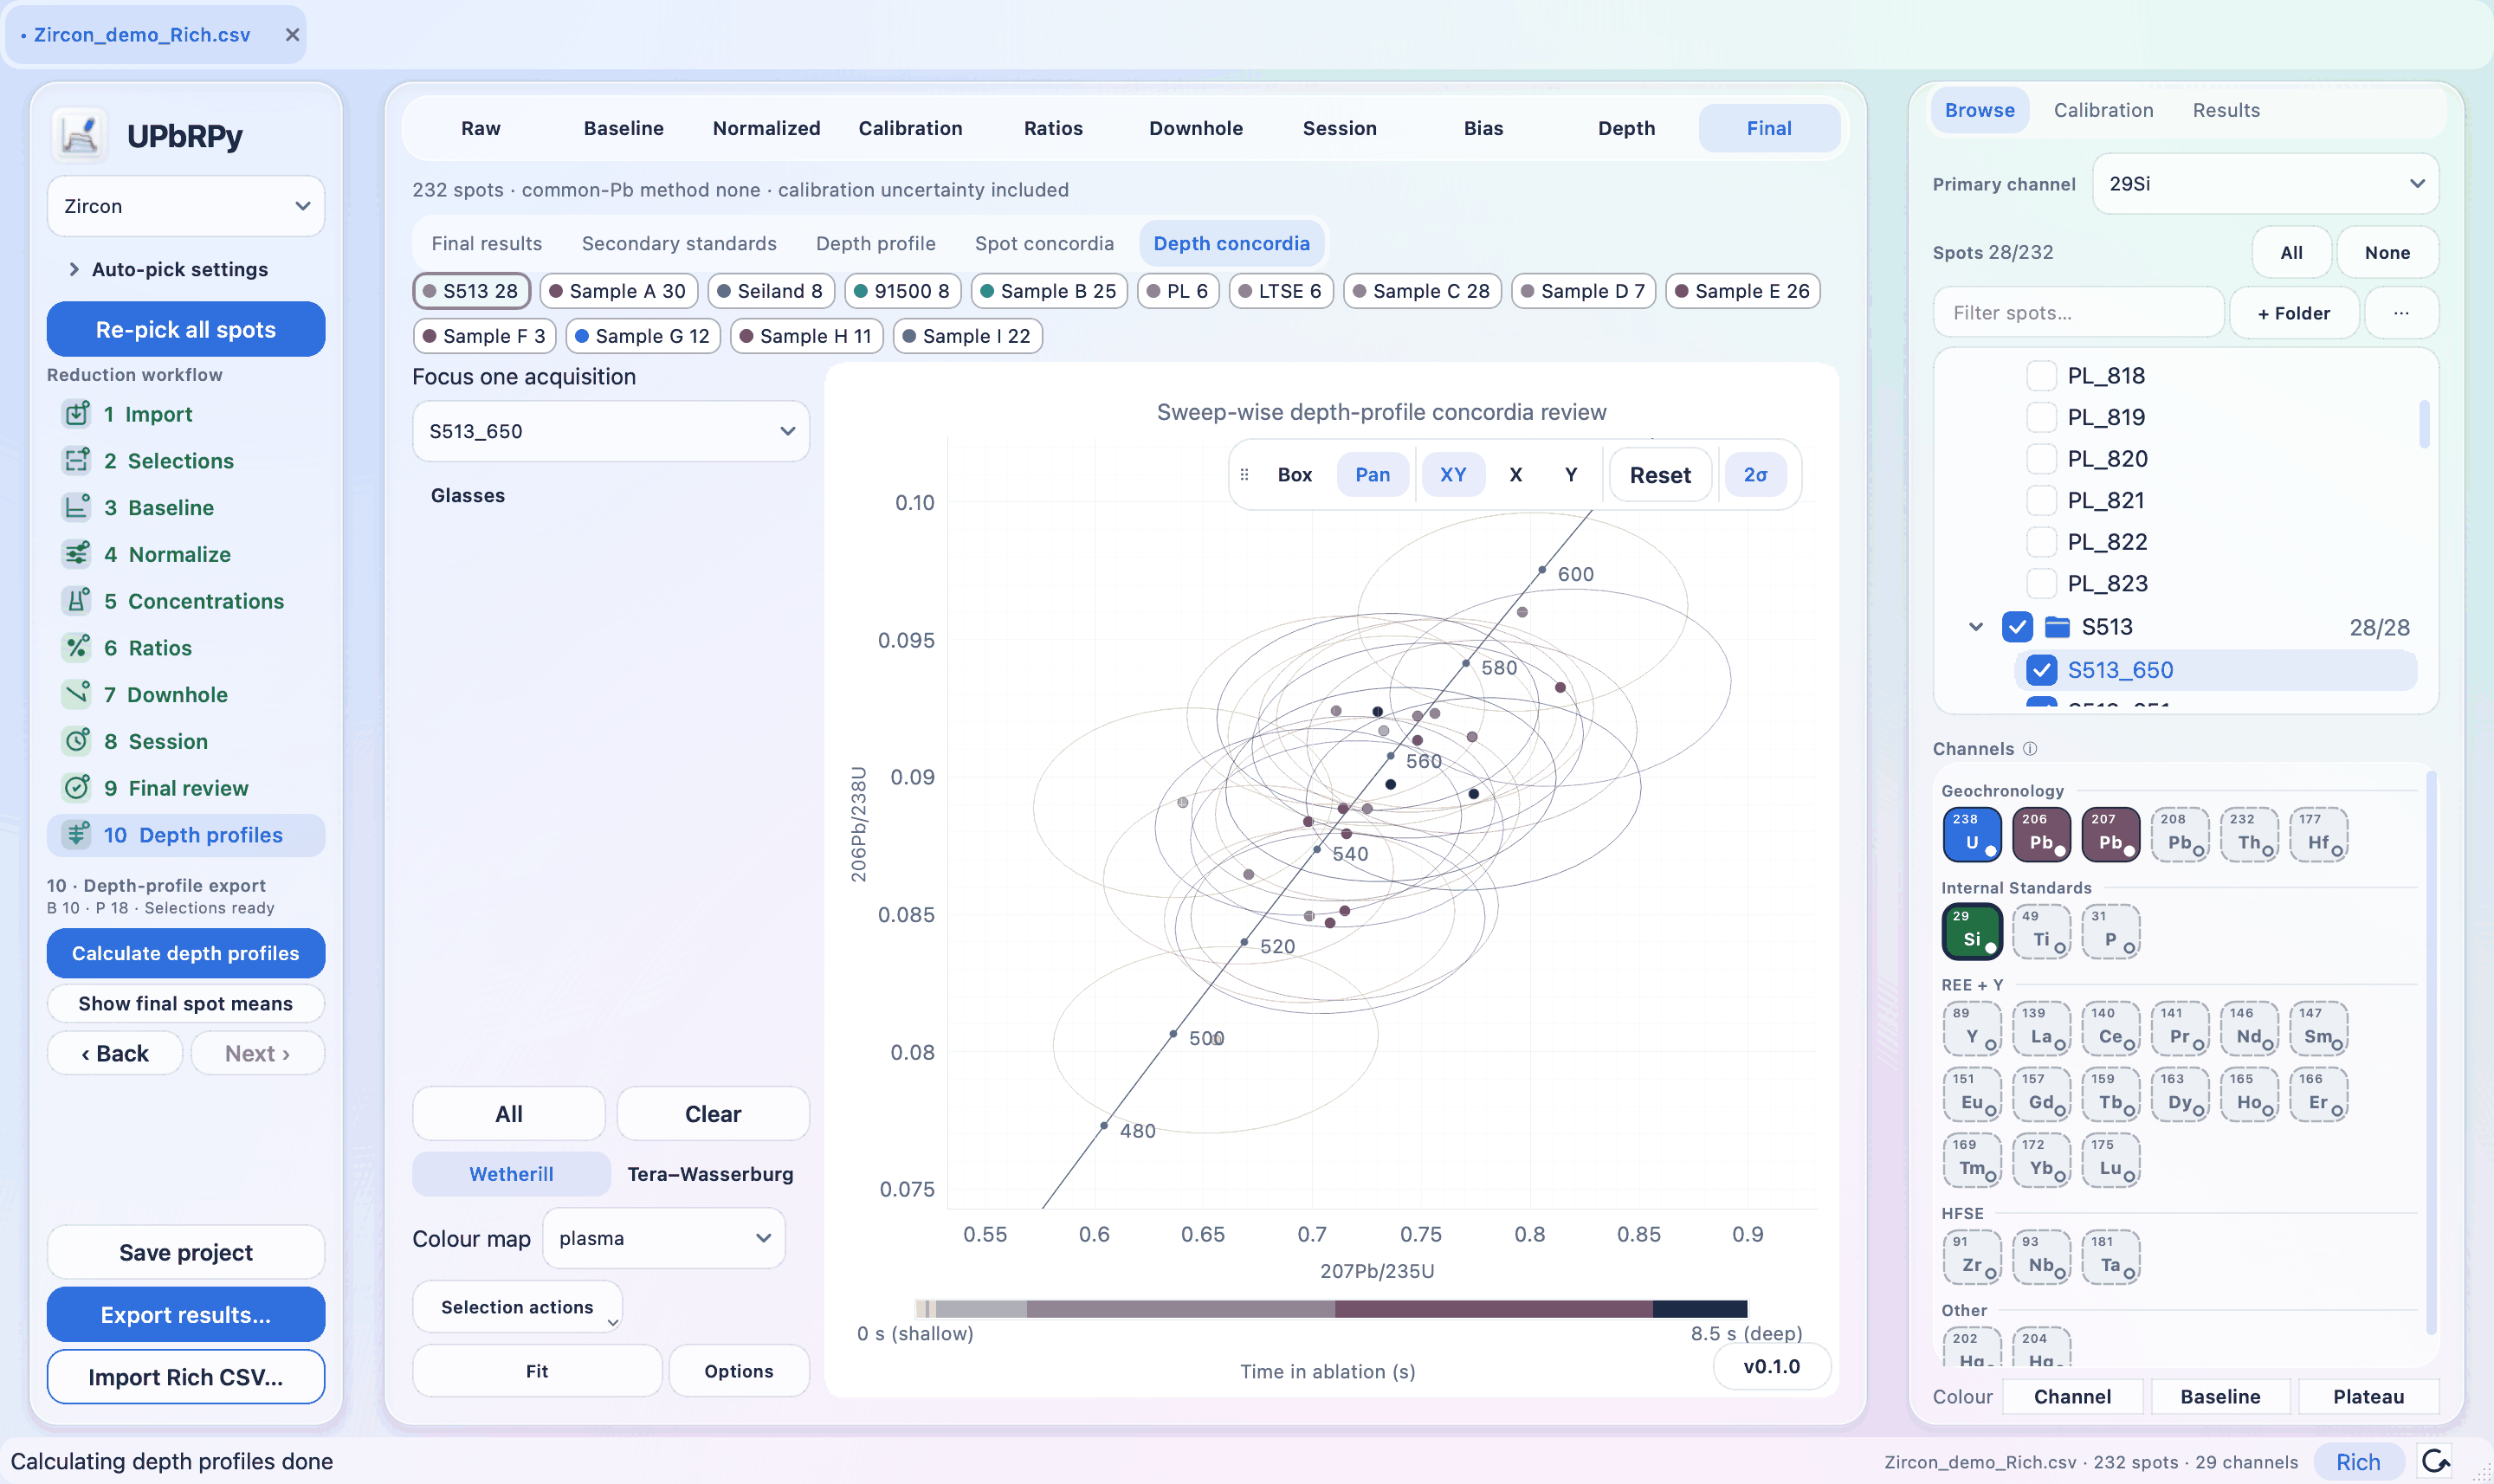 • Zircon_demo_Rich.csv ✕
UPbRPy
Zircon
Auto-pick settings
Re-pick all spots
Reduction workflow
1 Import
2 Selections
3 Baseline
4 Normalize
5 Concentrations
6 Ratios
7 Downhole
8 Session
9 Final review
10 Depth profiles
10 · Depth-profile export
B 10 · P 18 · Selections ready
Calculate depth profiles
Show final spot means
‹ Back Next ›
Save project
Export results...
Import Rich CSV...
Raw Baseline Normalized Calibration Ratios Downhole Session Bias Depth Final
232 spots · common-Pb method none · calibration uncertainty included
Final results Secondary standards Depth profile Spot concordia Depth concordia
S513 28 Sample A 30 Seiland 8 91500 8 Sample B 25 PL 6 LTSE 6 Sample C 28 Sample D 7 Sample E 26
Sample F 3 Sample G 12 Sample H 11 Sample I 22
Focus one acquisition
S513_650
Glasses
All Clear
Wetherill Tera–Wasserburg
Colour map plasma
Selection actions
Fit Options
Sweep-wise depth-profile concordia review
Box Pan XY X Y Reset 2σ
206Pb/238U
0.10
0.095
0.09
0.085
0.08
0.075
600
580
560
540
520
500
480
0.55 0.6 0.65 0.7 0.75 0.8 0.85 0.9
207Pb/235U
0 s (shallow) 8.5 s (deep)
Time in ablation (s)
v0.1.0
Browse Calibration Results
Primary channel 29Si
Spots 28/232 All None
Filter spots... + Folder ...
PL_818
PL_819
PL_820
PL_821
PL_822
PL_823
S513 28/28
S513_650
Channels ⓘ
Geochronology
238 U 206 Pb 207 Pb 208 Pb 232 Th 177 Hf
Internal Standards
29 Si 49 Ti 31 P
REE + Y
89 Y 139 La 140 Ce 141 Pr 146 Nd 147 Sm
151 Eu 157 Gd 159 Tb 163 Dy 165 Ho 166 Er
169 Tm 172 Yb 175 Lu
HFSE
91 Zr 93 Nb 181 Ta
Other
202 Hg 204 Hg
Colour Channel Baseline Plateau
Calculating depth profiles done
Zircon_demo_Rich.csv · 232 spots · 29 channels Rich